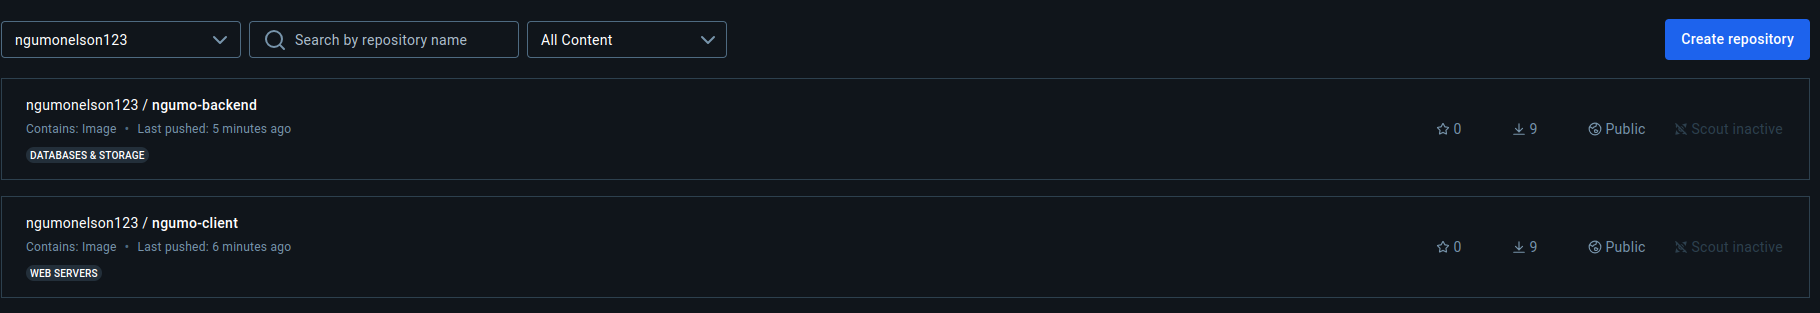 ngumonelson123 Search by repository name All Content Create repository
ngumonelson123 / ngumo-backend
Contains: Image • Last pushed: 5 minutes ago
0 9 Public Scout inactive
DATABASES & STORAGE
ngumonelson123 / ngumo-client
Contains: Image • Last pushed: 6 minutes ago
0 9 Public Scout inactive
WEB SERVERS